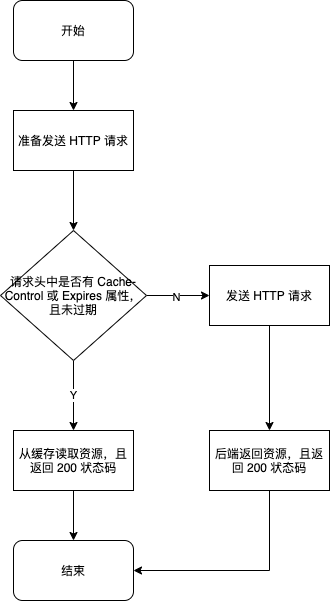 开始
准备发送 HTTP 请求
请求头中是否有 Cache-
Control 或 Expires 属性，
且未过期
N
发送 HTTP 请求
Y
从缓存读取资源，且
返回 200 状态码
后端返回资源，且返
回 200 状态码
结束